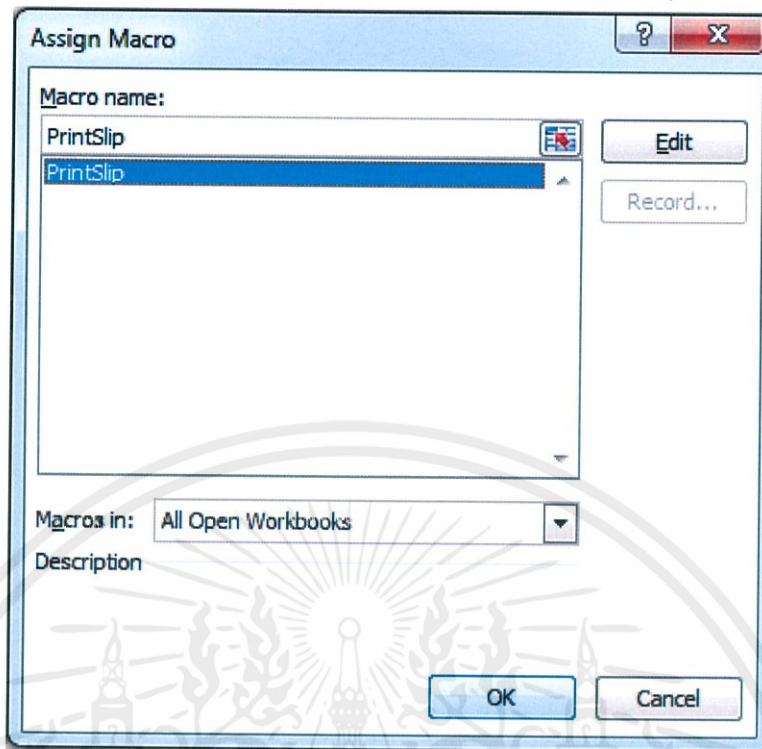 Assign Macro
Macro name:
PrintSlip
Edit
PrintSlip
Record...
Macros in: All Open Workbooks
Description
OK
Cancel